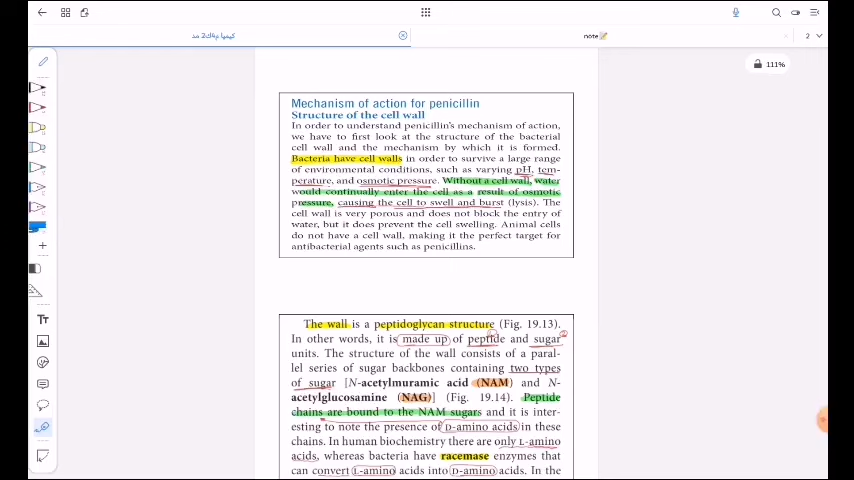 كيميا م4ك2 مد
note
2
111%
Mechanism of action for penicillin
Structure of the cell wall
In order to understand penicillin's mechanism of action,
we have to first look at the structure of the bacterial
cell wall and the mechanism by which it is formed.
Bacteria have cell walls in order to survive a large range
of environmental conditions, such as varying pH, tem-
perature, and osmotic pressure. Without a cell wall, water
would continually enter the cell as a result of osmotic
pressure, causing the cell to swell and burst (lysis). The
cell wall is very porous and does not block the entry of
water, but it does prevent the cell swelling. Animal cells
do not have a cell wall, making it the perfect target for
antibacterial agents such as penicillins.
The wall is a peptidoglycan structure (Fig. 19.13).
In other words, it is made up of peptide and sugar
units. The structure of the wall consists of a paral-
lel series of sugar backbones containing two types
of sugar [N-acetylmuramic acid (NAM) and N-
acetylglucosamine (NAG)] (Fig. 19.14). Peptide
chains are bound to the NAM sugars and it is inter-
esting to note the presence of D-amino acids in these
chains. In human biochemistry there are only L-amino
acids, whereas bacteria have racemase enzymes that
can convert L-amino acids into D-amino acids. In the
Tт